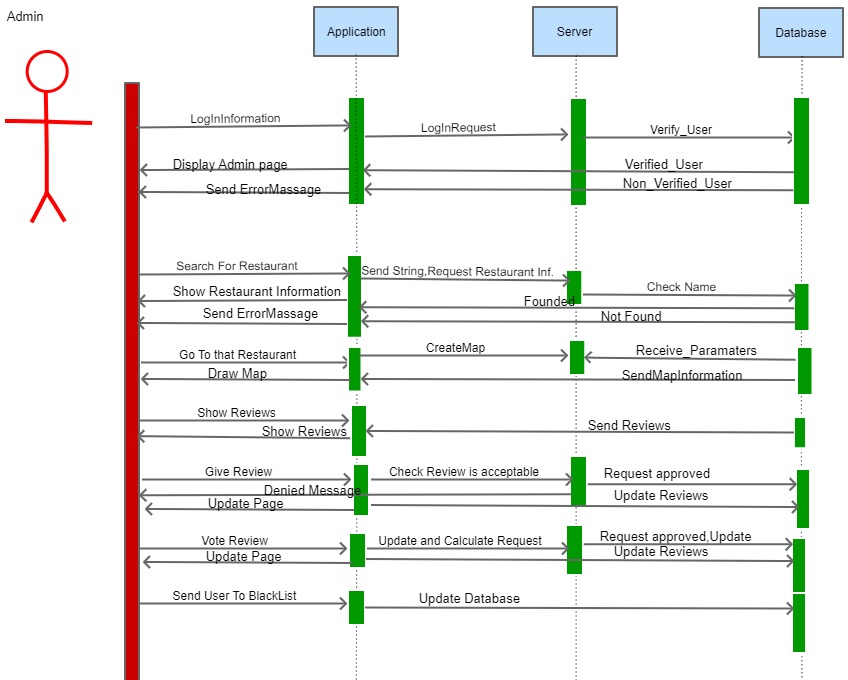 Admin
Application
Server
Database
LogInInformation
LogInRequest
Verify_User
Display Admin page
Verified_User
Send ErrorMassage
Non_Verified_User
Search For Restaurant
Send String,Request Restaurant Inf.
Check Name
Show Restaurant Information
Founded
Send ErrorMassage
Not Found
Go To that Restaurant
CreateMap
Receive_Paramaters
Draw Map
SendMapInformation
Show Reviews
Send Reviews
Show Reviews
Give Review
Check Review is acceptable
Request approved
Denied Message
Update Reviews
Update Page
Vote Review
Update and Calculate Request
Request approved,Update
Update Page
Update Reviews
Send User To BlackList
Update Database